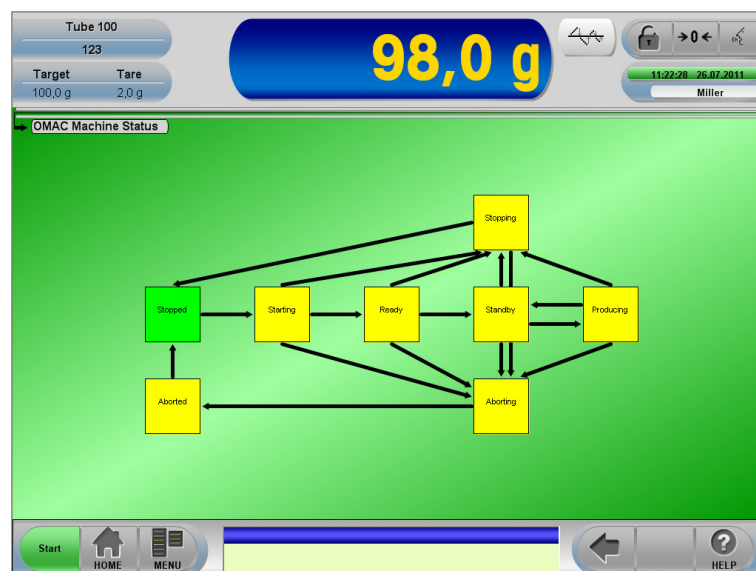 Tube 100
123
Target Tare
100,0 g 2,0 g
98,0 g
→0←
11:22:28 26.07.2011
Miller
OMAC Machine Status
Stopping
Stopped Starting Ready Standby Producing
Aborted Aborting
Start HOME MENU HELP